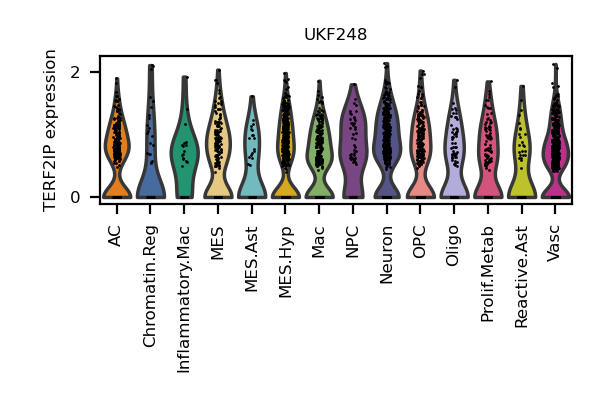 UKF248
TERF2IP expression
2
0
AC
Chromatin.Reg
Inflammatory.Mac
MES
MES.Ast
MES.Hyp
Mac
NPC
Neuron
OPC
Oligo
Prolif.Metab
Reactive.Ast
Vasc